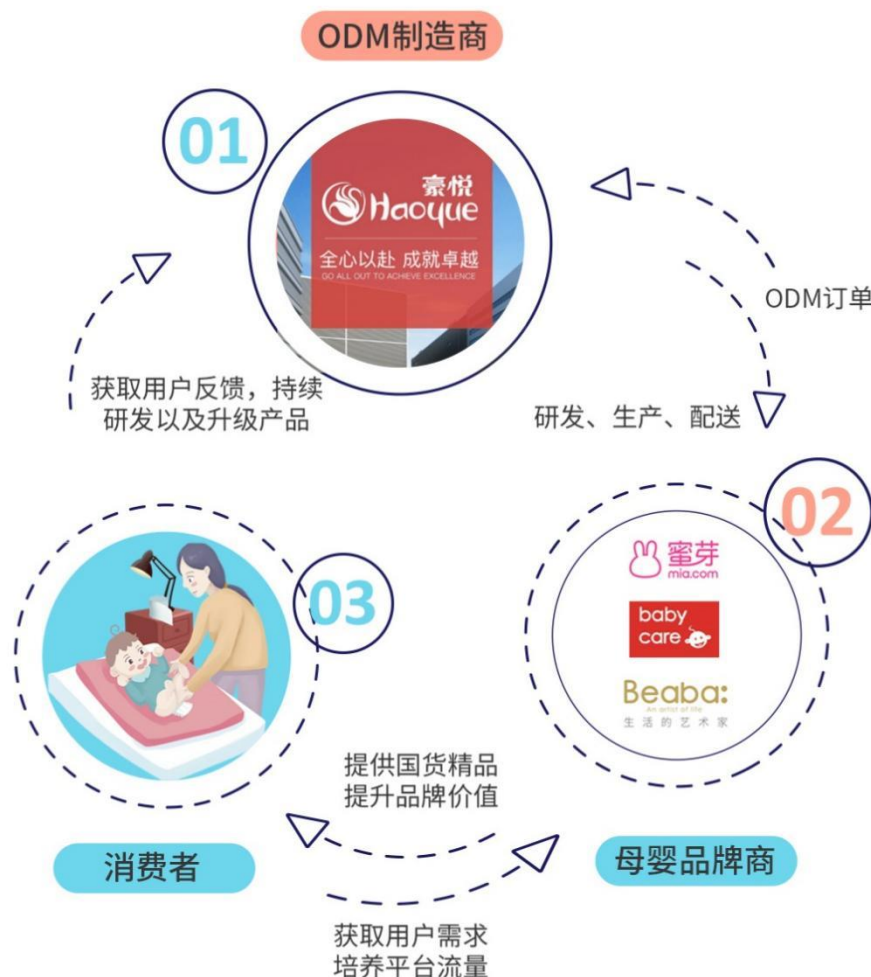 ODM制造商
01
豪悦
Haoyue
全心以赴 成就卓越
GO ALL OUT TO ACHIEVE EXCELLENCE
ODM订单
获取用户反馈，持续
研发以及升级产品
研发、生产、配送
02
蜜芽
mia.com
baby
care
Beaba:
An artist of life
生活的艺术家
03
提供国货精品
提升品牌价值
消费者
母婴品牌商
获取用户需求
培养平台流量